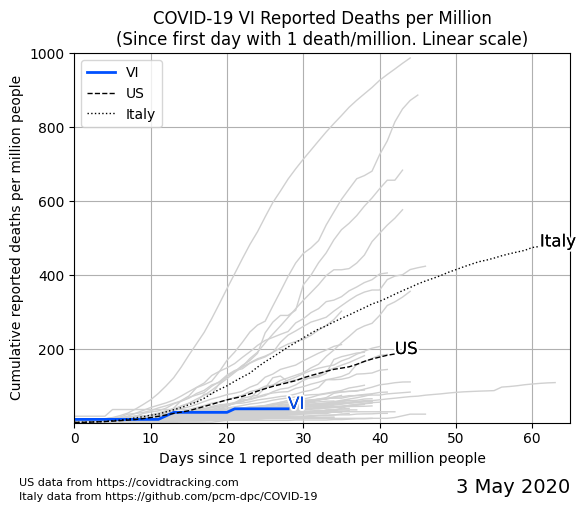 COVID-19 VI Reported Deaths per Million
(Since first day with 1 death/million. Linear scale)
Cumulative reported deaths per million people
1000
800
600
400
200
VI
US
Italy
Italy
US
VI
0
10
20
30
40
50
60
Days since 1 reported death per million people
US data from https://covidtracking.com
Italy data from https://github.com/pcm-dpc/COVID-19
3 May 2020